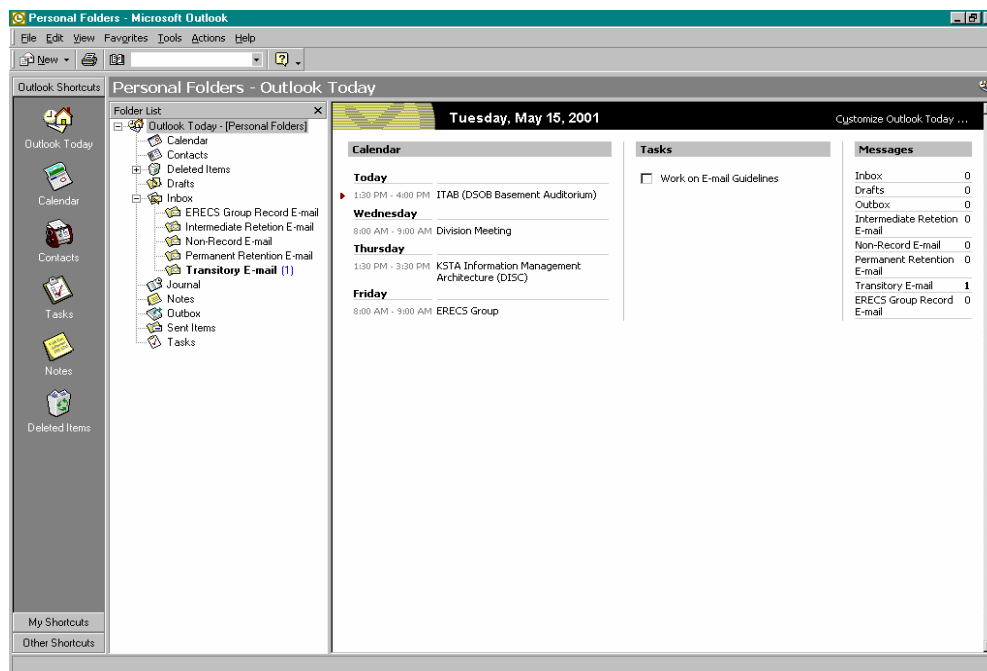 Personal Folders - Microsoft Outlook
File Edit View Favorites Tools Actions Help
New
Outlook Shortcuts
Personal Folders - Outlook Today
Outlook Today
Calendar
Contacts
Tasks
Notes
Deleted Items
My Shortcuts
Other Shortcuts
Folder List
Outlook Today - [Personal Folders]
Calendar
Contacts
Deleted Items
Drafts
Inbox
ERECS Group Record E-mail
Intermediate Retetion E-mail
Non-Record E-mail
Permanent Retention E-mail
Transitory E-mail (1)
Journal
Notes
Outbox
Sent Items
Tasks
Tuesday, May 15, 2001
Customize Outlook Today ...
Calendar
Today
1:30 PM - 4:00 PM ITAB (DSOB Basement Auditorium)
Wednesday
8:00 AM - 9:00 AM Division Meeting
Thursday
1:30 PM - 3:30 PM KSTA Information Management
Architecture (DISC)
Friday
8:00 AM - 9:00 AM ERECS Group
Tasks
Work on E-mail Guidelines
Messages
Inbox 0
Drafts 0
Outbox 0
Intermediate Retetion 0
E-mail
Non-Record E-mail 0
Permanent Retention 0
E-mail
Transitory E-mail 1
ERECS Group Record 0
E-mail